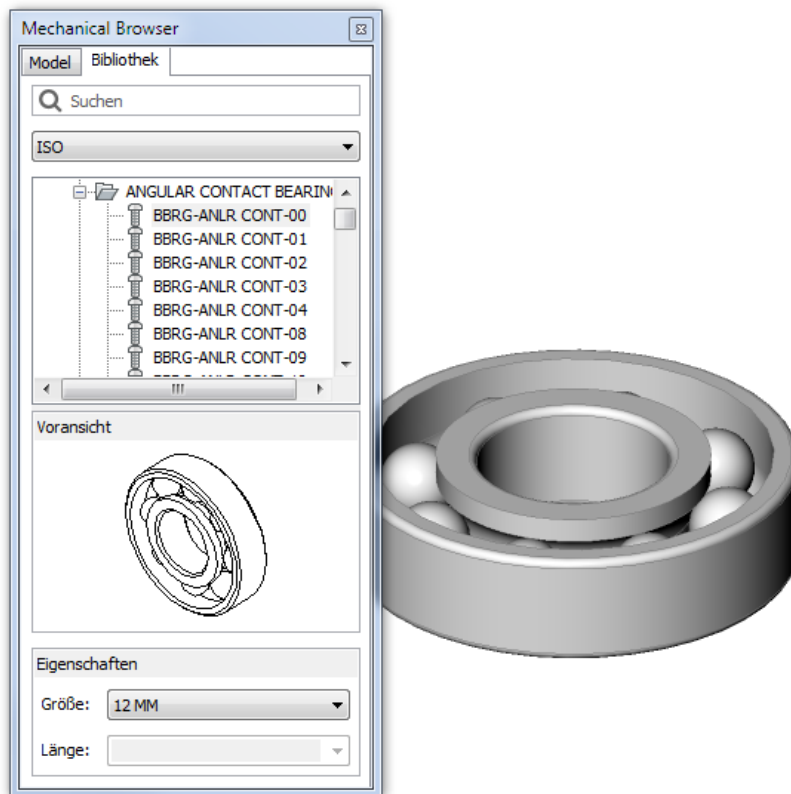 Mechanical Browser
Model Bibliothek
Suchen
ISO
ANGULAR CONTACT BEARIN
BBRG-ANLR CONT-00
BBRG-ANLR CONT-01
BBRG-ANLR CONT-02
BBRG-ANLR CONT-03
BBRG-ANLR CONT-04
BBRG-ANLR CONT-08
BBRG-ANLR CONT-09
Voransicht
Eigenschaften
Größe: 12 MM
Länge: